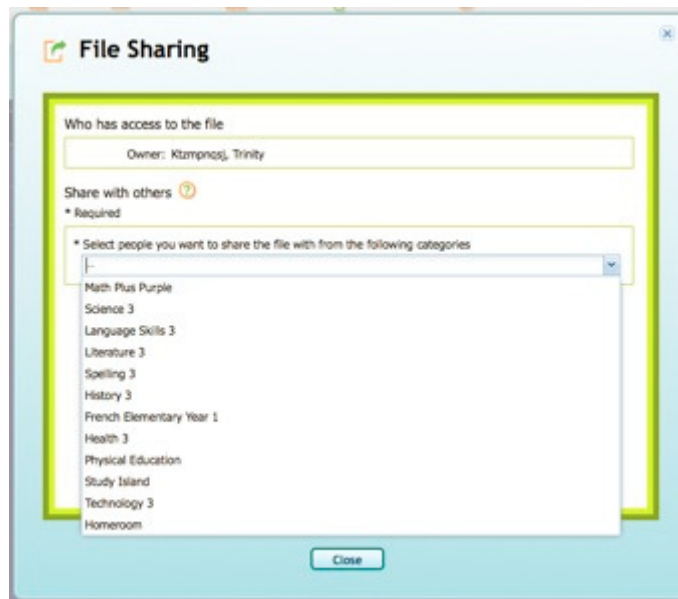 File Sharing
Who has access to the file
Owner: Ktzmpnqsj, Trinity
Share with others ?
* Required
* Select people you want to share the file with from the following categories
--
Math Plus Purple
Science 3
Language Skills 3
Literature 3
Spelling 3
History 3
French Elementary Year 1
Health 3
Physical Education
Study Island
Technology 3
Homeroom
Close